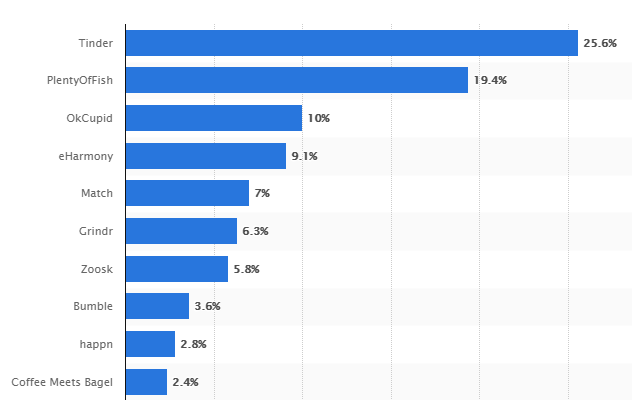 Tinder 25.6%
PlentyOfFish 19.4%
OkCupid 10%
eHarmony 9.1%
Match 7%
Grindr 6.3%
Zoosk 5.8%
Bumble 3.6%
happn 2.8%
Coffee Meets Bagel 2.4%